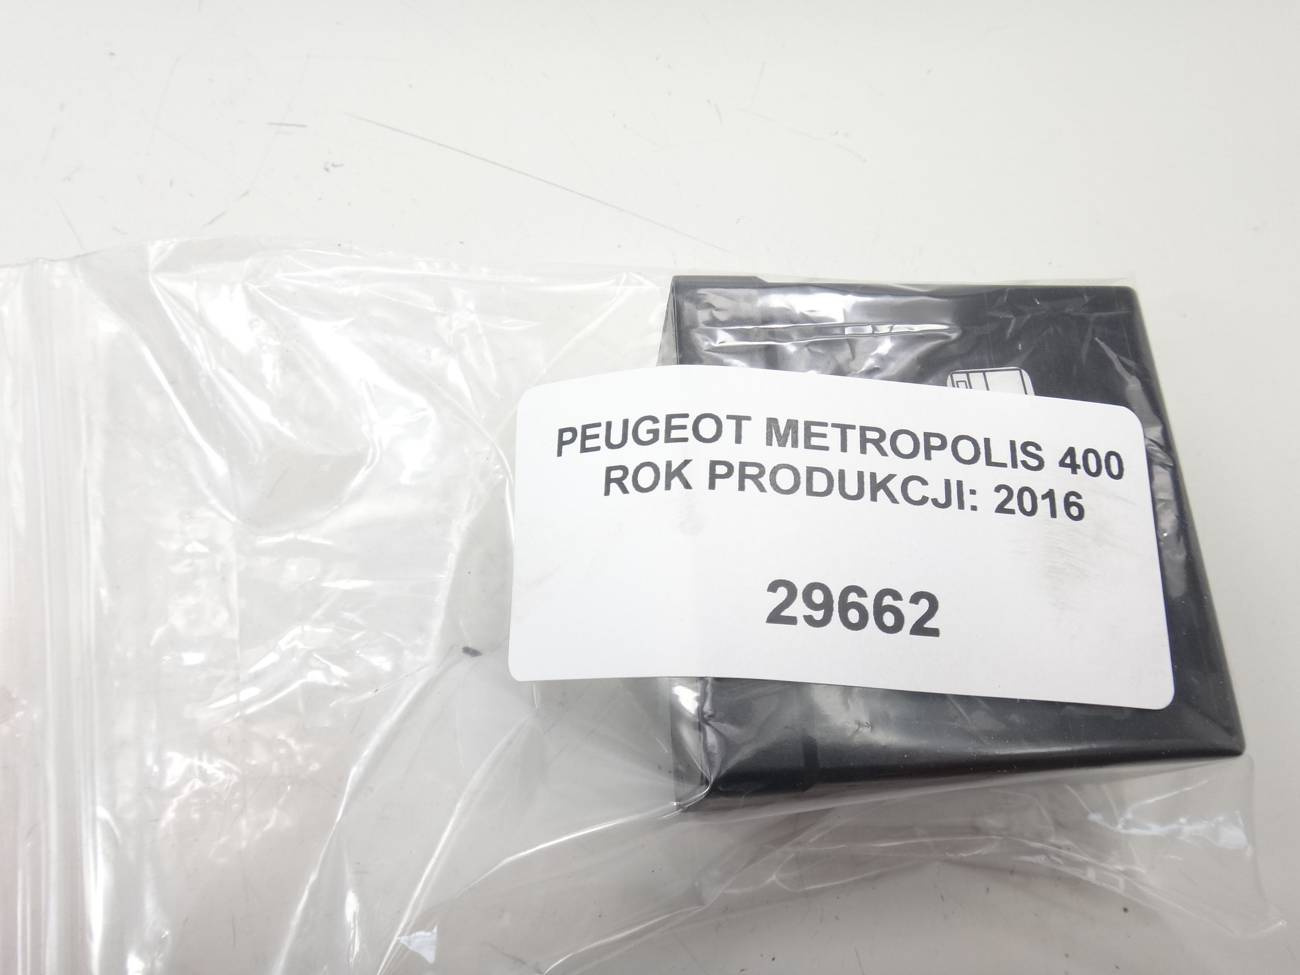 PEUGEOT METROPOLIS 400
ROK PRODUKCJI: 2016
29662